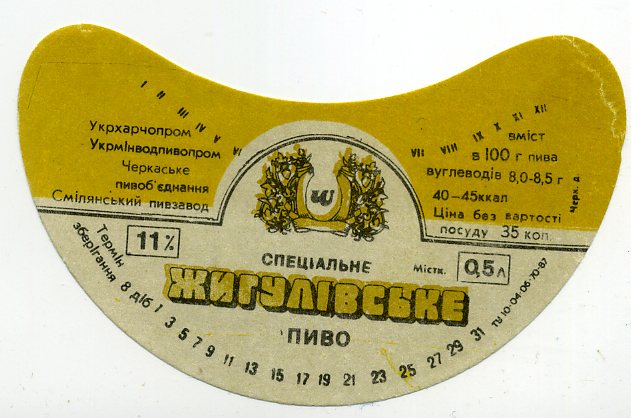 I II III IV V VI
Укрхарчопром
Укрмінводпивопром
Черкаське
пивоб'єднання
Смілянський пивзавод
VII VIII IX X XI XII
вміст
в 100 г пива
вуглеводів 8,0-8,5 г
40-45ккал
Ціна без вартості
посуду 35 коп.
Черк. д.
11%
СПЕЦІАЛЬНЕ
Містк. 0,5л
ЖИГУЛІВСЬКЕ
ПИВО
Термін
зберігання 8 діб
1 3 5 7 9 11 13 15 17 19 21 23 25 27 29 31
ТУ 10-04-06-70-87